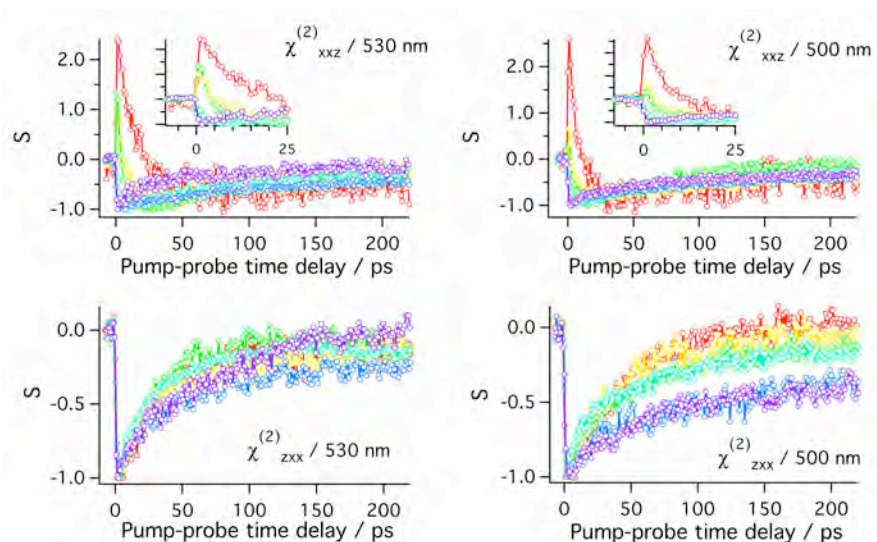 χ(2)xxz / 530 nm
S
2.0
1.0
0.0
-1.0
0 25
0 50 100 150 200
Pump-probe time delay / ps
χ(2)xxz / 500 nm
S
2.0
1.0
0.0
-1.0
0 25
0 50 100 150 200
Pump-probe time delay / ps
χ(2)zxx / 530 nm
S
0.0
-0.5
-1.0
0 50 100 150 200
Pump-probe time delay / ps
χ(2)zxx / 500 nm
S
0.0
-0.5
-1.0
0 50 100 150 200
Pump-probe time delay / ps